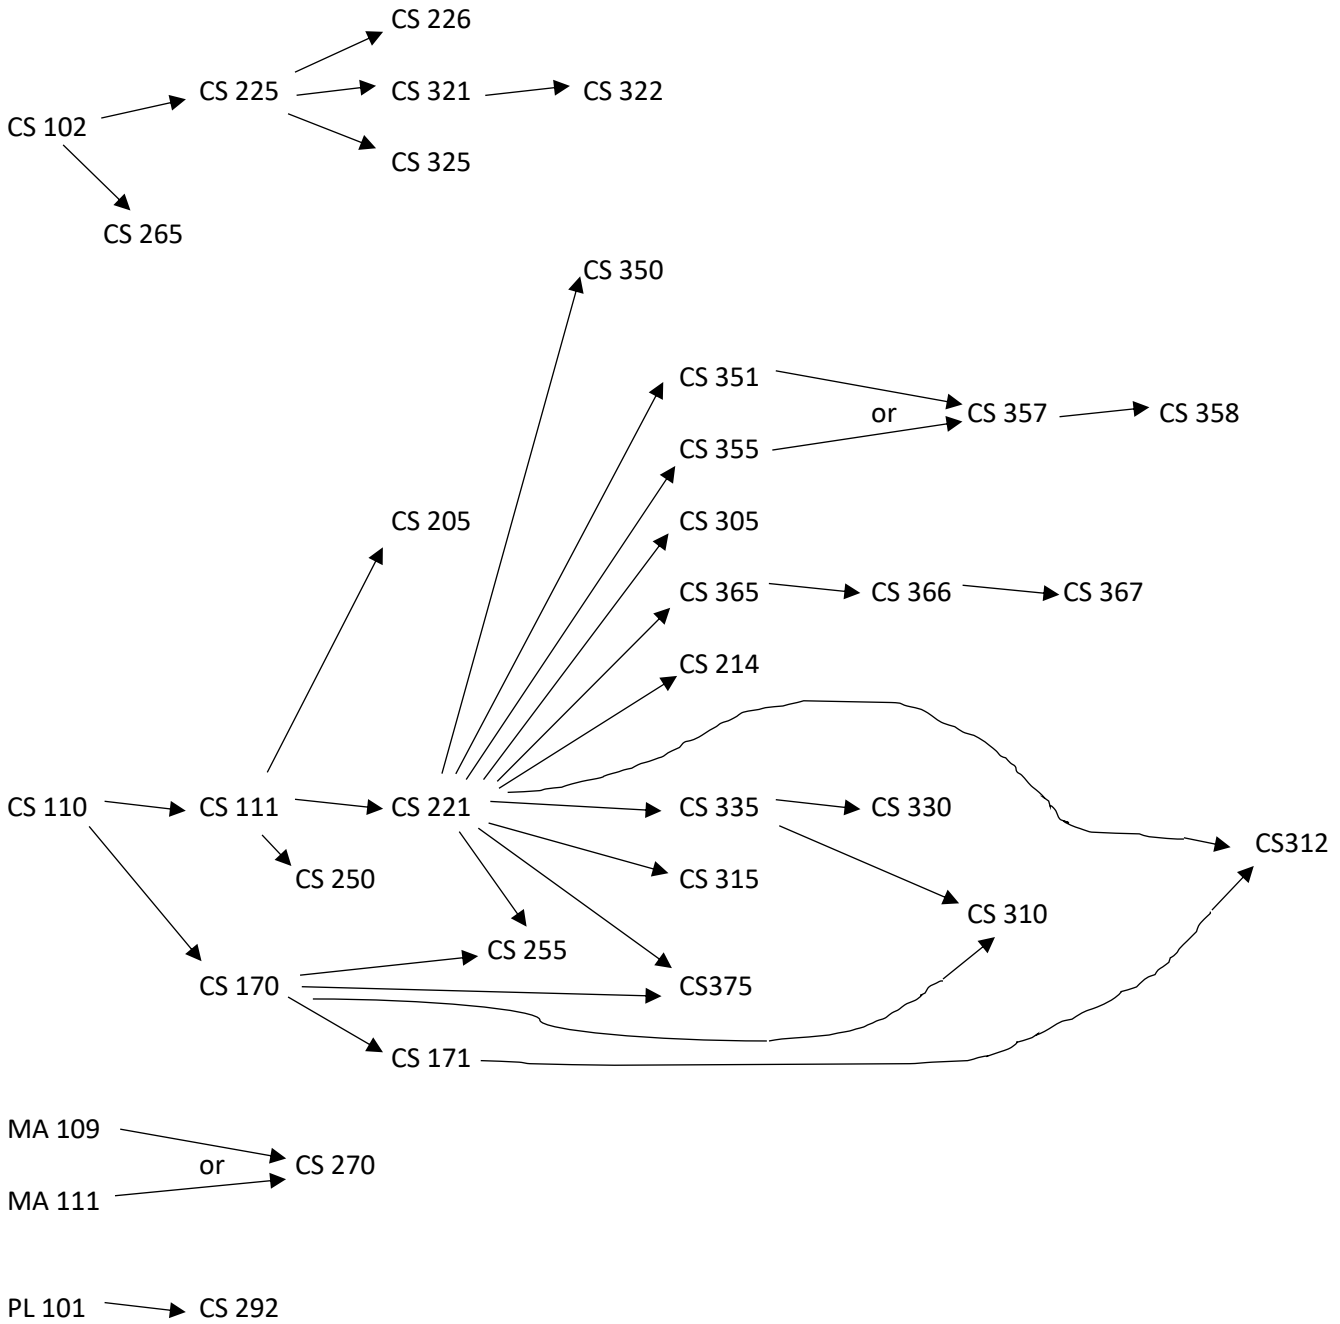 CS 226
CS 225
CS 321
CS 322
CS 102
CS 325
CS 265
CS 350
CS 351
or
CS 357
CS 358
CS 355
CS 205
CS 305
CS 365
CS 366
CS 367
CS 214
CS 110
CS 111
CS 221
CS 335
CS 330
CS312
CS 250
CS 315
CS 310
CS 255
CS 170
CS375
CS 171
MA 109
or
CS 270
MA 111
PL 101
CS 292